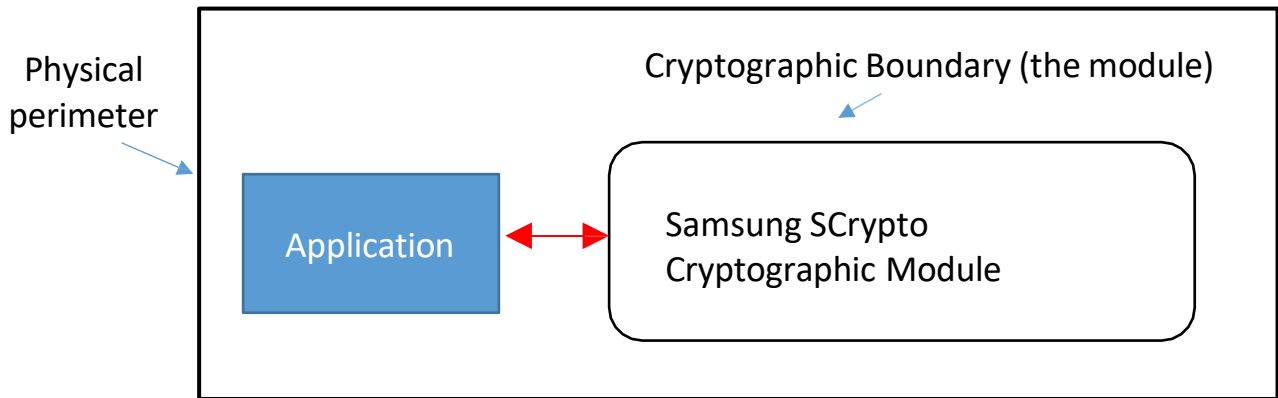 Physical
perimeter
Cryptographic Boundary (the module)
Application
Samsung SCrypto
Cryptographic Module